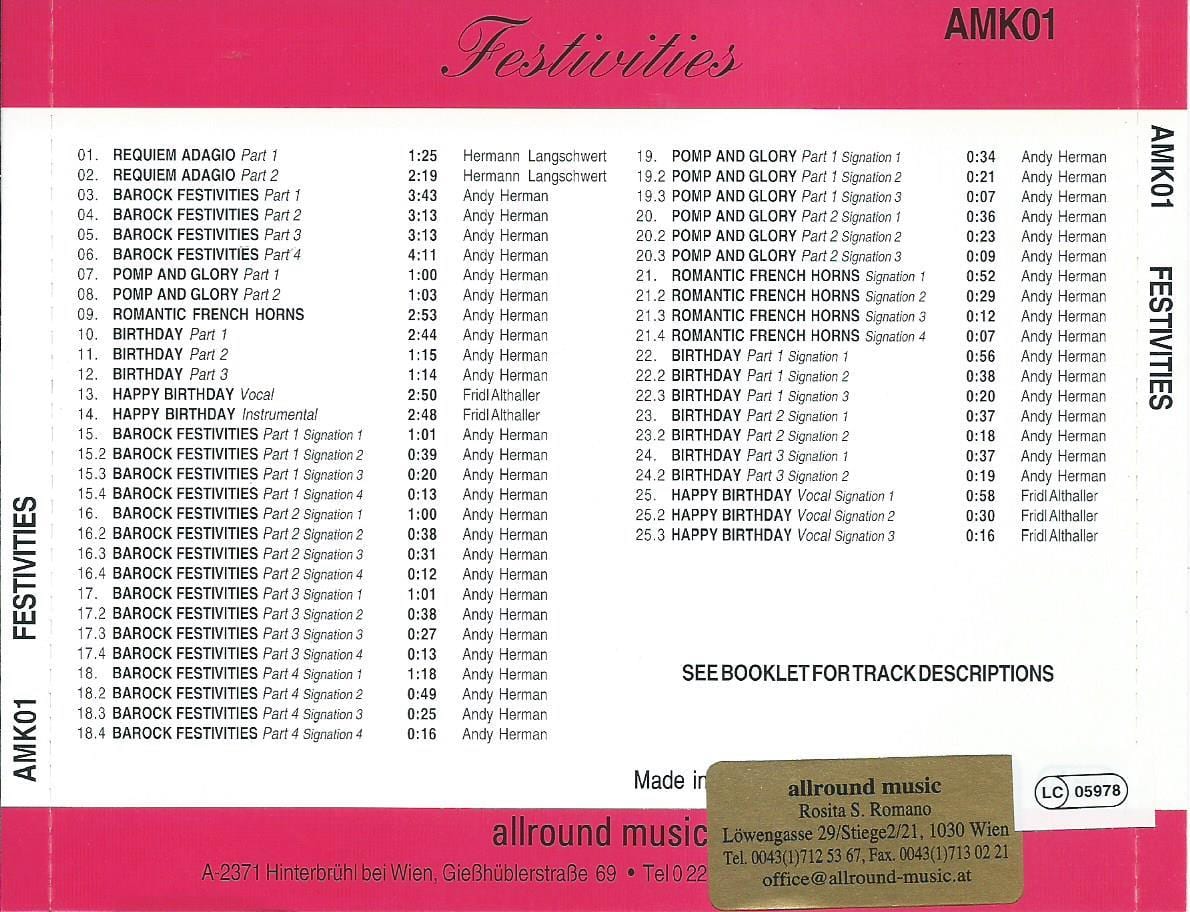 Festivities
AMK01
01. REQUIEM ADAGIO Part 1 1:25 Hermann Langschwert
02. REQUIEM ADAGIO Part 2 2:19 Hermann Langschwert
03. BAROCK FESTIVITIES Part 1 3:43 Andy Herman
04. BAROCK FESTIVITIES Part 2 3:13 Andy Herman
05. BAROCK FESTIVITIES Part 3 3:13 Andy Herman
06. BAROCK FESTIVITIES Part 4 4:11 Andy Herman
07. POMP AND GLORY Part 1 1:00 Andy Herman
08. POMP AND GLORY Part 2 1:03 Andy Herman
09. ROMANTIC FRENCH HORNS 2:53 Andy Herman
10. BIRTHDAY Part 1 2:44 Andy Herman
11. BIRTHDAY Part 2 1:15 Andy Herman
12. BIRTHDAY Part 3 1:14 Andy Herman
13. HAPPY BIRTHDAY Vocal 2:50 Fridl Althaller
14. HAPPY BIRTHDAY Instrumental 2:48 Fridl Althaller
15. BAROCK FESTIVITIES Part 1 Signation 1 1:01 Andy Herman
15.2 BAROCK FESTIVITIES Part 1 Signation 2 0:39 Andy Herman
15.3 BAROCK FESTIVITIES Part 1 Signation 3 0:20 Andy Herman
15.4 BAROCK FESTIVITIES Part 1 Signation 4 0:13 Andy Herman
16. BAROCK FESTIVITIES Part 2 Signation 1 1:00 Andy Herman
16.2 BAROCK FESTIVITIES Part 2 Signation 2 0:38 Andy Herman
16.3 BAROCK FESTIVITIES Part 2 Signation 3 0:31 Andy Herman
16.4 BAROCK FESTIVITIES Part 2 Signation 4 0:12 Andy Herman
17. BAROCK FESTIVITIES Part 3 Signation 1 1:01 Andy Herman
17.2 BAROCK FESTIVITIES Part 3 Signation 2 0:38 Andy Herman
17.3 BAROCK FESTIVITIES Part 3 Signation 3 0:27 Andy Herman
17.4 BAROCK FESTIVITIES Part 3 Signation 4 0:13 Andy Herman
18. BAROCK FESTIVITIES Part 4 Signation 1 1:18 Andy Herman
18.2 BAROCK FESTIVITIES Part 4 Signation 2 0:49 Andy Herman
18.3 BAROCK FESTIVITIES Part 4 Signation 3 0:25 Andy Herman
18.4 BAROCK FESTIVITIES Part 4 Signation 4 0:16 Andy Herman
19. POMP AND GLORY Part 1 Signation 1 0:34 Andy Herman
19.2 POMP AND GLORY Part 1 Signation 2 0:21 Andy Herman
19.3 POMP AND GLORY Part 1 Signation 3 0:07 Andy Herman
20. POMP AND GLORY Part 2 Signation 1 0:36 Andy Herman
20.2 POMP AND GLORY Part 2 Signation 2 0:23 Andy Herman
20.3 POMP AND GLORY Part 2 Signation 3 0:09 Andy Herman
21. ROMANTIC FRENCH HORNS Signation 1 0:52 Andy Herman
21.2 ROMANTIC FRENCH HORNS Signation 2 0:29 Andy Herman
21.3 ROMANTIC FRENCH HORNS Signation 3 0:12 Andy Herman
21.4 ROMANTIC FRENCH HORNS Signation 4 0:07 Andy Herman
22. BIRTHDAY Part 1 Signation 1 0:56 Andy Herman
22.2 BIRTHDAY Part 1 Signation 2 0:38 Andy Herman
22.3 BIRTHDAY Part 1 Signation 3 0:20 Andy Herman
23. BIRTHDAY Part 2 Signation 1 0:37 Andy Herman
23.2 BIRTHDAY Part 2 Signation 2 0:18 Andy Herman
24. BIRTHDAY Part 3 Signation 1 0:37 Andy Herman
24.2 BIRTHDAY Part 3 Signation 2 0:19 Andy Herman
25. HAPPY BIRTHDAY Vocal Signation 1 0:58 Fridl Althaller
25.2 HAPPY BIRTHDAY Vocal Signation 2 0:30 Fridl Althaller
25.3 HAPPY BIRTHDAY Vocal Signation 3 0:16 Fridl Althaller
SEE BOOKLET FOR TRACK DESCRIPTIONS
Made in
LC 05978
allround music
A-2371 Hinterbrühl bei Wien, Gießhüblerstraße 69 • Tel 0 22
allround music
Rosita S. Romano
Löwengasse 29/Stiege2/21, 1030 Wien
Tel. 0043(1)712 53 67, Fax. 0043(1)713 02 21
office@allround-music.at
AMK01 FESTIVITIES
AMK01 FESTIVITIES